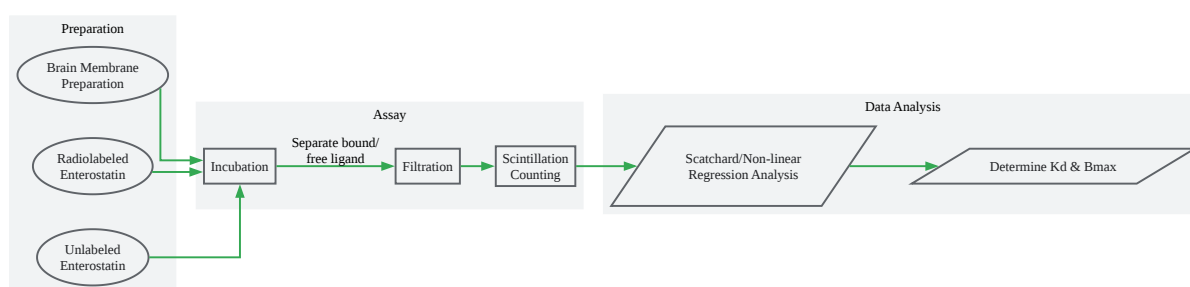 Preparation
Brain Membrane
Preparation
Radiolabeled
Enterostatin
Unlabeled
Enterostatin
Assay
Incubation
Separate bound/
free ligand
Filtration
Scintillation
Counting
Data Analysis
Scatchard/Non-linear
Regression Analysis
Determine Kd & Bmax